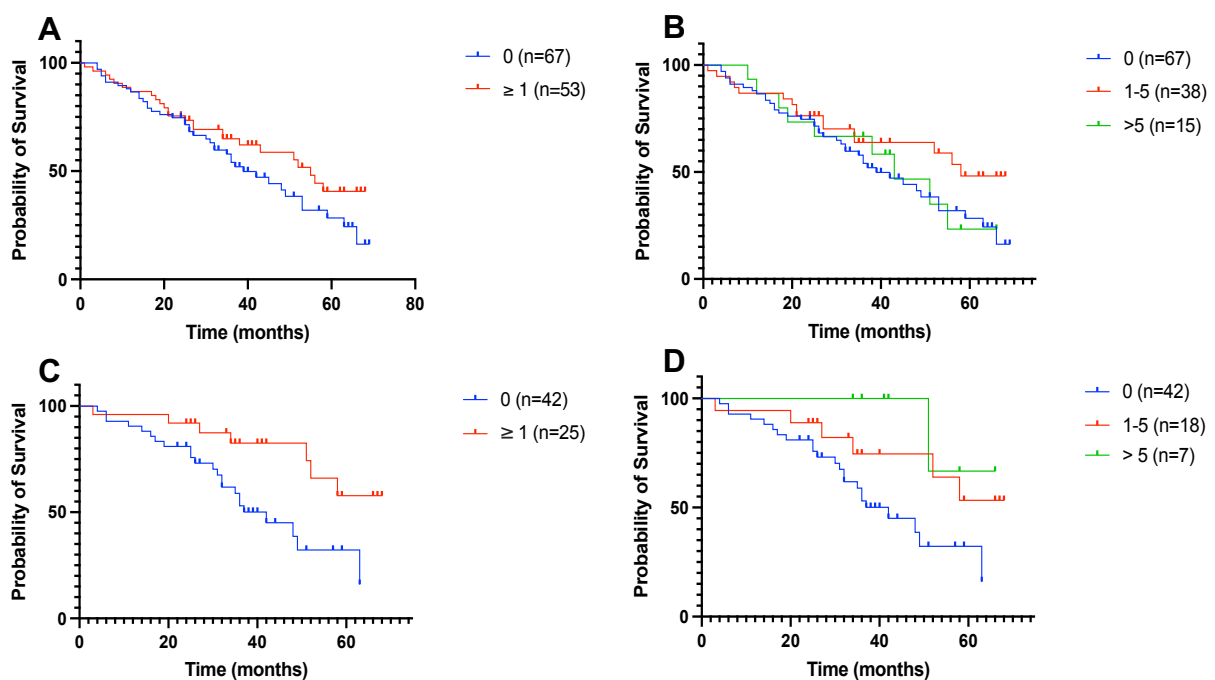 A
0 (n=67)
≥ 1 (n=53)
Probability of Survival
100
50
0
0 20 40 60 80
Time (months)
B
0 (n=67)
1-5 (n=38)
>5 (n=15)
Probability of Survival
100
50
0
0 20 40 60
Time (months)
C
0 (n=42)
≥ 1 (n=25)
Probability of Survival
100
50
0
0 20 40 60
Time (months)
D
0 (n=42)
1-5 (n=18)
> 5 (n=7)
Probability of Survival
100
50
0
0 20 40 60
Time (months)